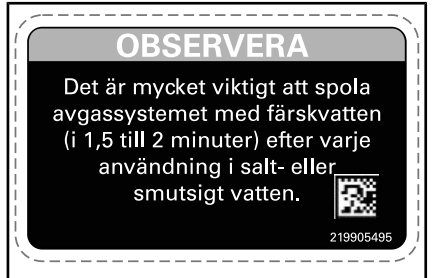 OBSERVERA
Det är mycket viktigt att spola
avgassystemet med färskvatten
(i 1,5 till 2 minuter) efter varje
användning i salt- eller
smutsigt vatten.
219905495